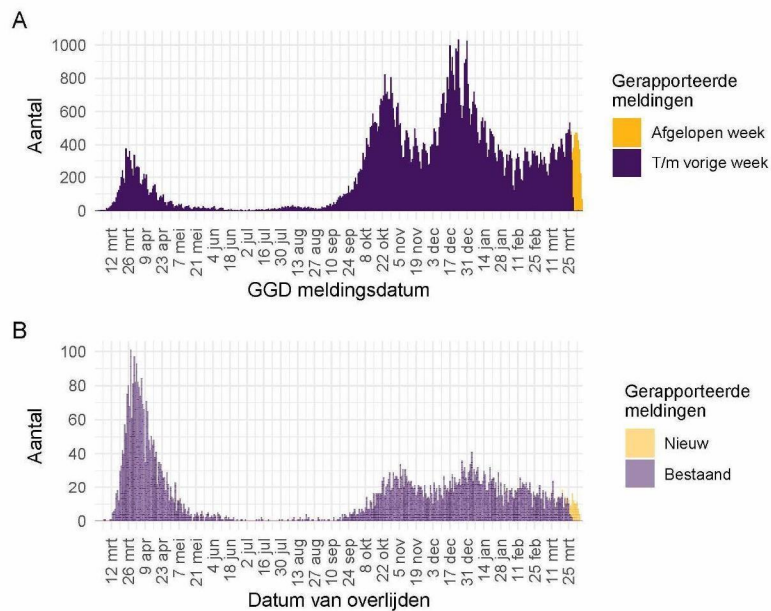 A
1000
800
600
400
200
0
Aantal
12 mrt
26 mrt
9 apr
23 apr
7 mei
21 mei
4 jun
18 jun
2 jul
16 jul
30 jul
13 aug
27 aug
10 sep
24 sep
8 okt
22 okt
5 nov
19 nov
3 dec
17 dec
31 dec
14 jan
28 jan
11 feb
25 feb
11 mrt
25 mrt
GGD meldingsdatum
Gerapporteerde
meldingen
Afgelopen week
T/m vorige week
B
100
80
60
40
20
0
Aantal
12 mrt
26 mrt
9 apr
23 apr
7 mei
21 mei
4 jun
18 jun
2 jul
16 jul
30 jul
13 aug
27 aug
10 sep
24 sep
8 okt
22 okt
5 nov
19 nov
3 dec
17 dec
31 dec
14 jan
28 jan
11 feb
25 feb
11 mrt
25 mrt
Datum van overlijden
Gerapporteerde
meldingen
Nieuw
Bestaand